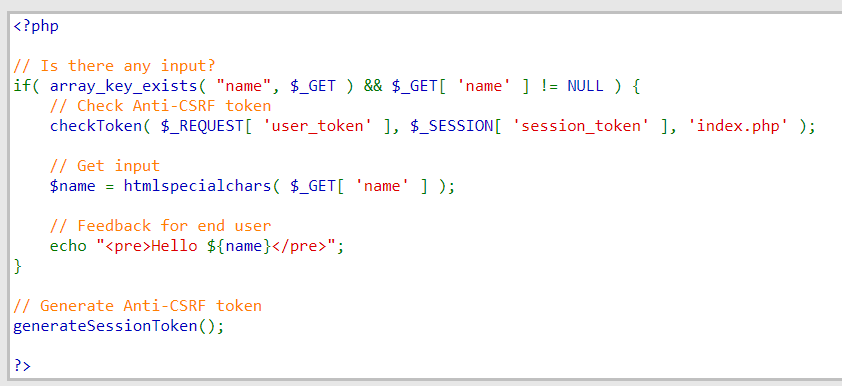 <?php
// Is there any input?
if( array_key_exists( "name", $_GET ) && $_GET[ 'name' ] != NULL ) {
    // Check Anti-CSRF token
    checkToken( $_REQUEST[ 'user_token' ], $_SESSION[ 'session_token' ], 'index.php' );
    // Get input
    $name = htmlspecialchars( $_GET[ 'name' ] );
    // Feedback for end user
    echo "<pre>Hello ${name}</pre>";
}
// Generate Anti-CSRF token
generateSessionToken();
?>